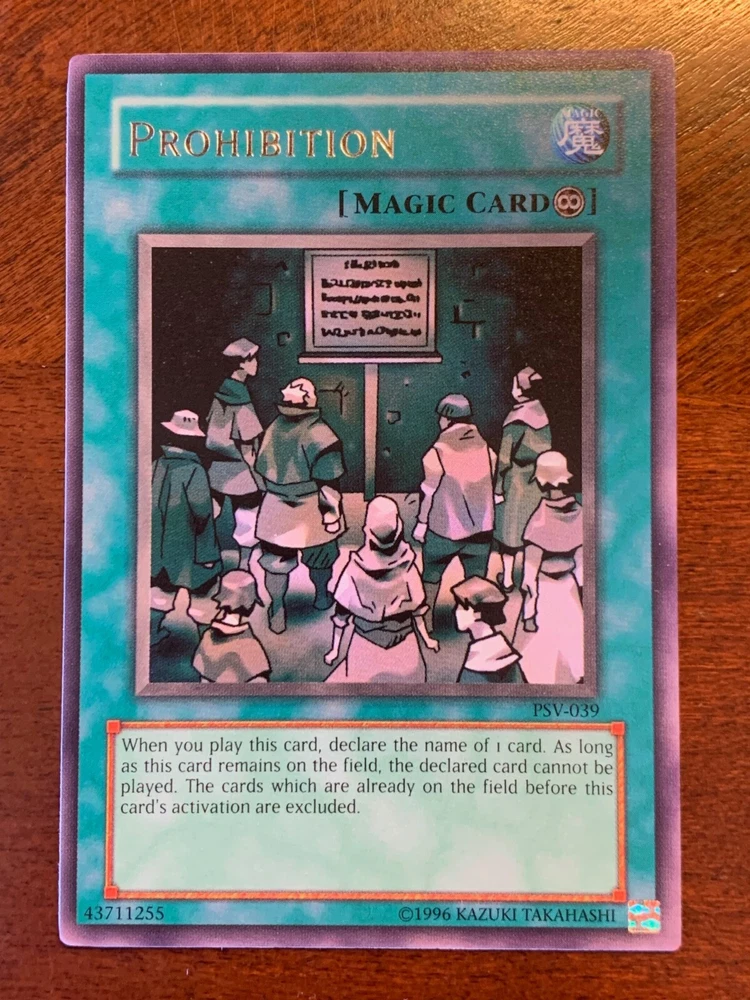 PROHIBITION
MAGIC
魔
[MAGIC CARD∞]
PSV-039
When you play this card, declare the name of 1 card. As long
as this card remains on the field, the declared card cannot be
played. The cards which are already on the field before this
card's activation are excluded.
43711255
©1996 KAZUKI TAKAHASHI